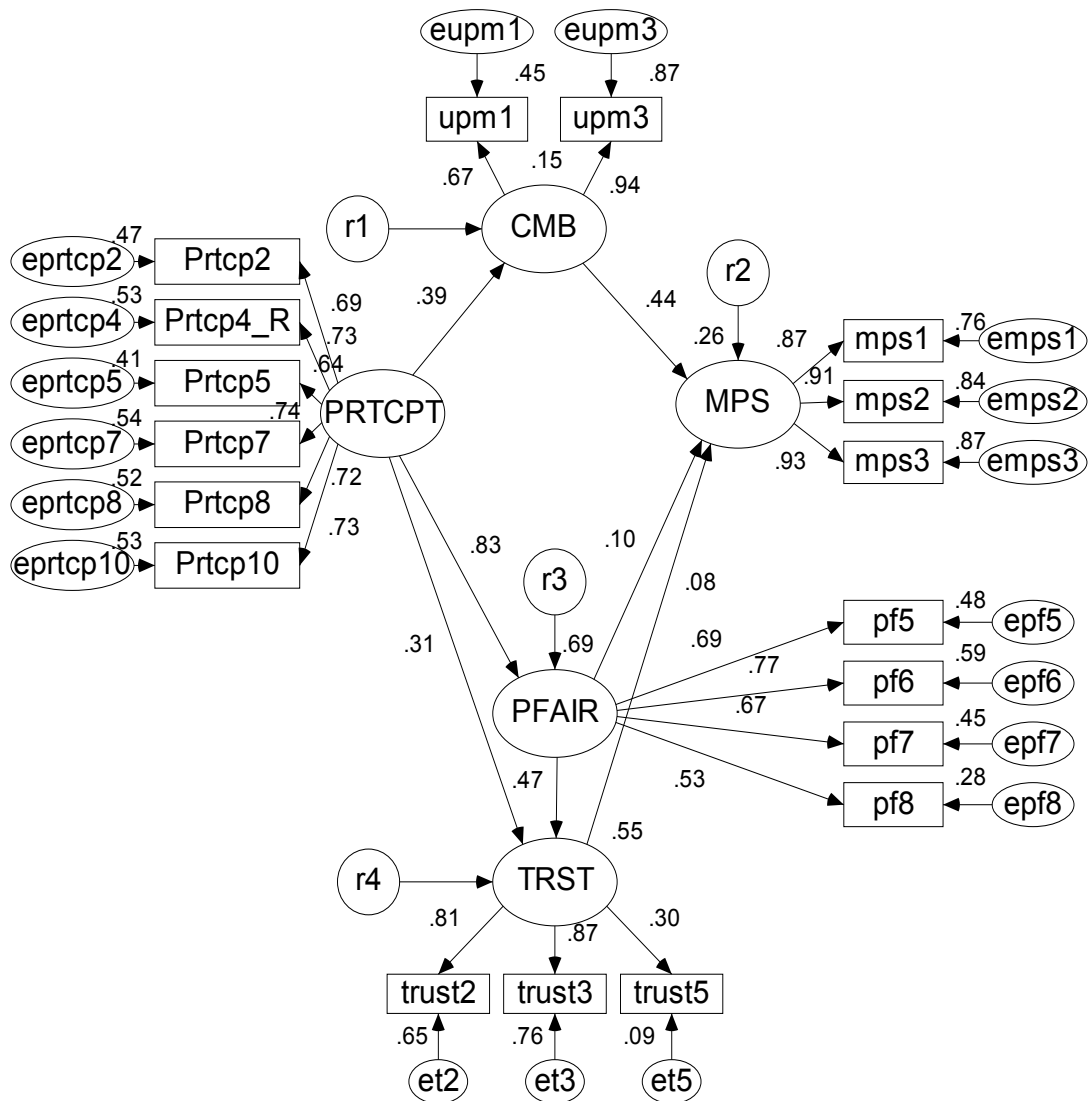 eupm1 eupm3
.45 .87
upm1 upm3
.15
.67 .94
r1 CMB
.47
eprtcp2 Prtcp2
r2
.39 .44
.69
.53
eprtcp4 Prtcp4_R
.73
.26 .87 .76
mps1 emps1
.41 .64
eprtcp5 Prtcp5
.91 .84
PRTCPT MPS mps2 emps2
.74
.54
eprtcp7 Prtcp7
.93 .87
mps3 emps3
.52 .72
eprtcp8 Prtcp8
.73
.53
eprtcp10 Prtcp10
.83 .10
r3
.08
.48
pf5 epf5
.31 .69 .69
.77 .59
pf6 epf6
PFAIR .67
.45
pf7 epf7
.47 .53
.28
pf8 epf8
.55
r4 TRST
.81 .87 .30
trust2 trust3 trust5
.65 .76 .09
et2 et3 et5